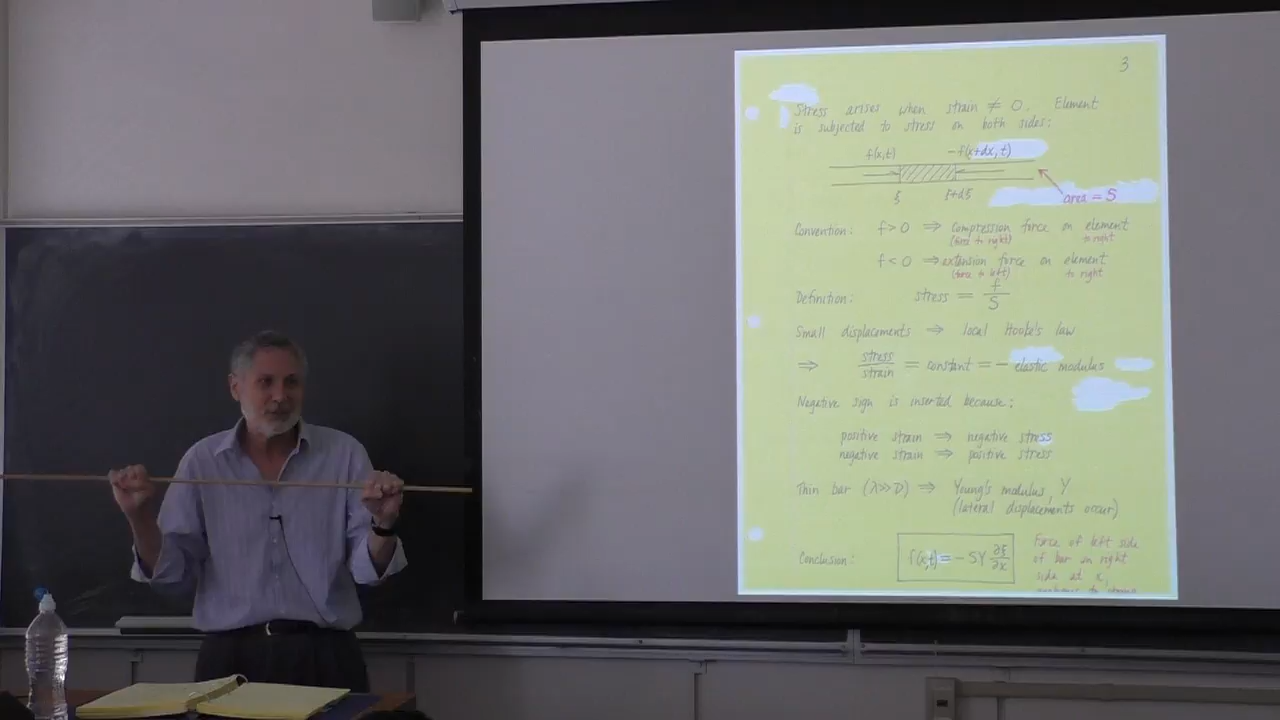 3
Stress arises when strain ≠ 0. Element
is subjected to stress on both sides:
f(x,t) -f(x+dx,t)
ξ ξ+dξ
area = S
Convention: f > 0 ⇒ compression force on element
(force to right) to right
f < 0 ⇒ extension force on element
(force to left) to right
Definition: stress = f/S
Small displacements ⇒ local Hooke's law
⇒ stress/strain = constant = - elastic modulus
Negative sign is inserted because:
positive strain ⇒ negative stress
negative strain ⇒ positive stress
Thin bar (λ≫D) ⇒ Young's modulus, Y
(lateral displacements occur)
Conclusion: f(x,t) = -SY ∂ξ/∂x
Force of left side
of bar on right
side at x,